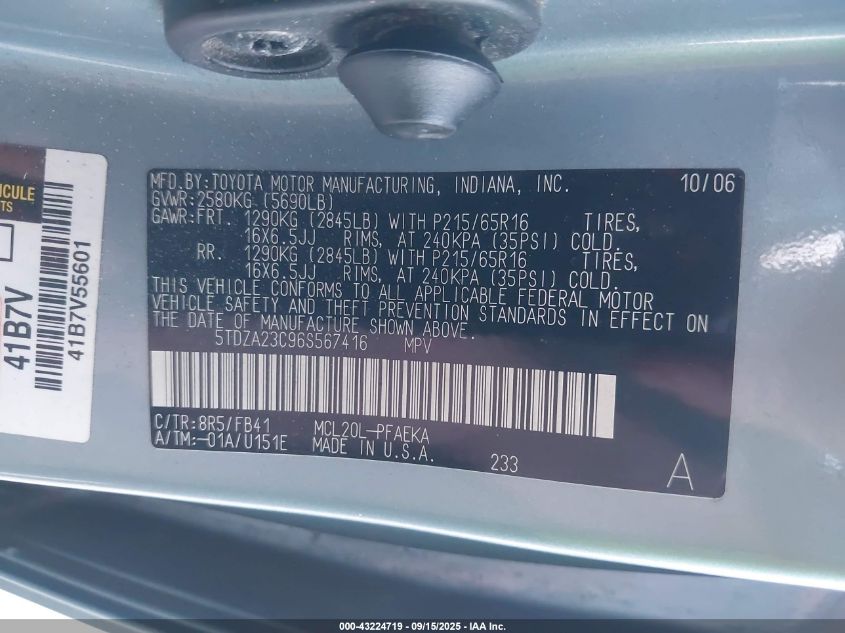 MFD.BY:TOYOTA MOTOR MANUFACTURING, INDIANA, INC. 10/06
GVWR:2580KG (5690LB)
GAWR:FRT. 1290KG (2845LB) WITH P215/65R16 TIRES,
16X6.5JJ RIMS, AT 240KPA (35PSI) COLD.
RR. 1290KG (2845LB) WITH P215/65R16 TIRES,
16X6.5JJ RIMS, AT 240KPA (35PSI) COLD.
THIS VEHICLE CONFORMS TO ALL APPLICABLE FEDERAL MOTOR
VEHICLE SAFETY AND THEFT PREVENTION STANDARDS IN EFFECT ON
THE DATE OF MANUFACTURE SHOWN ABOVE.
5TDZA23C96S567416 MPV
C/TR:8R5/FB41 MCL20L-PFAEKA
A/TM:-01A/U151E MADE IN U.S.A.
233 A
41B7V
41B7V55601
000-43224719 - 09/15/2025 - IAA Inc.